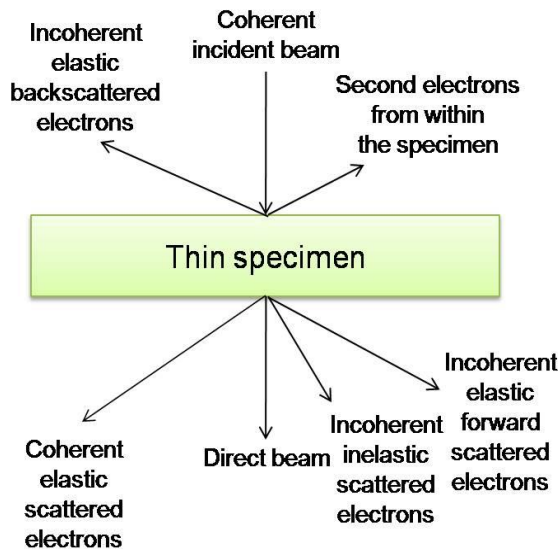 Incoherent
elastic
backscattered
electrons
Coherent
incident beam
Second electrons
from within
the specimen
Thin specimen
Coherent
elastic
scattered
electrons
Direct beam
Incoherent
inelastic
scattered
electrons
Incoherent
elastic
forward
scattered
electrons